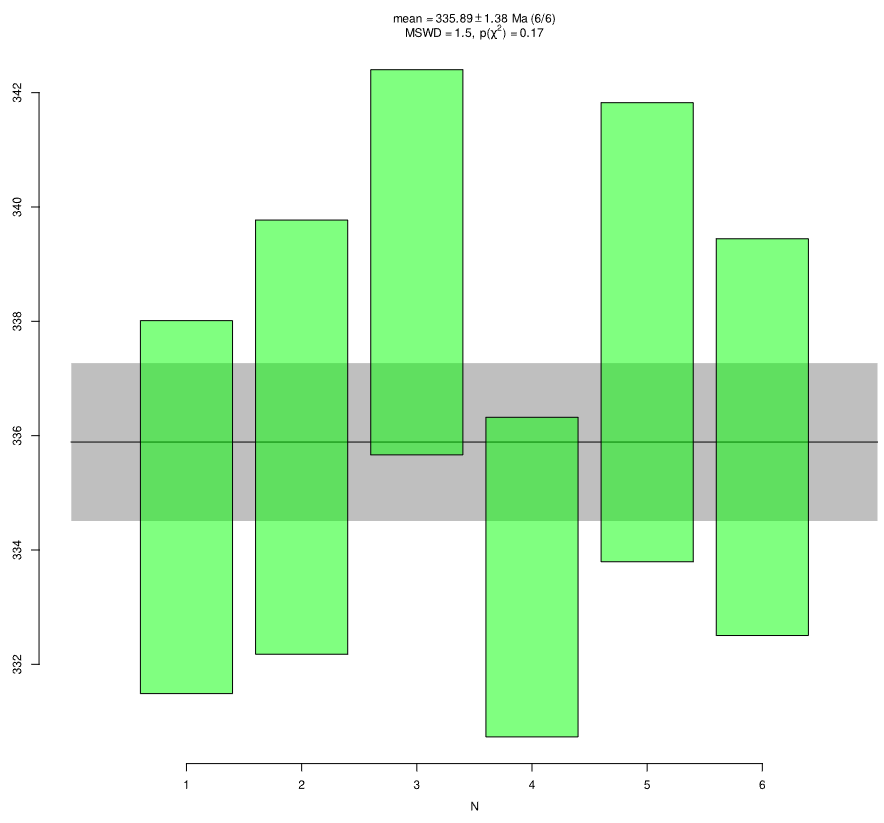 mean = 335.89 ± 1.38 Ma (6/6)
MSWD = 1.5, p(χ²) = 0.17
342
340
338
336
334
332
1 2 3 4 5 6
N